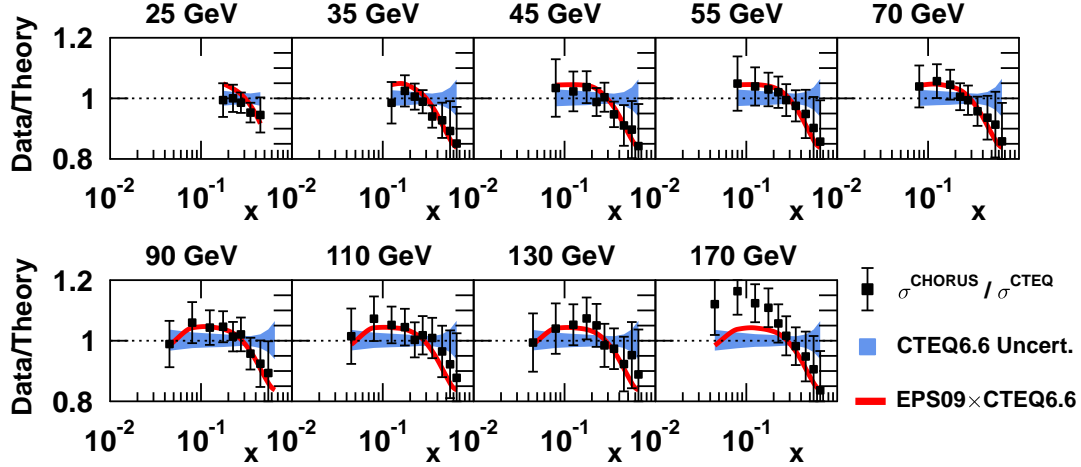 25 GeV 35 GeV 45 GeV 55 GeV 70 GeV
Data/Theory
1.2
1
0.8
10-2 10-1 10-2 10-1 10-2 10-1 10-2 10-1 10-2 10-1
x x x x x
90 GeV 110 GeV 130 GeV 170 GeV
Data/Theory
1.2
1
0.8
10-2 10-1 10-2 10-1 10-2 10-1 10-2 10-1
x x x x
σCHORUS / σCTEQ
CTEQ6.6 Uncert.
EPS09×CTEQ6.6